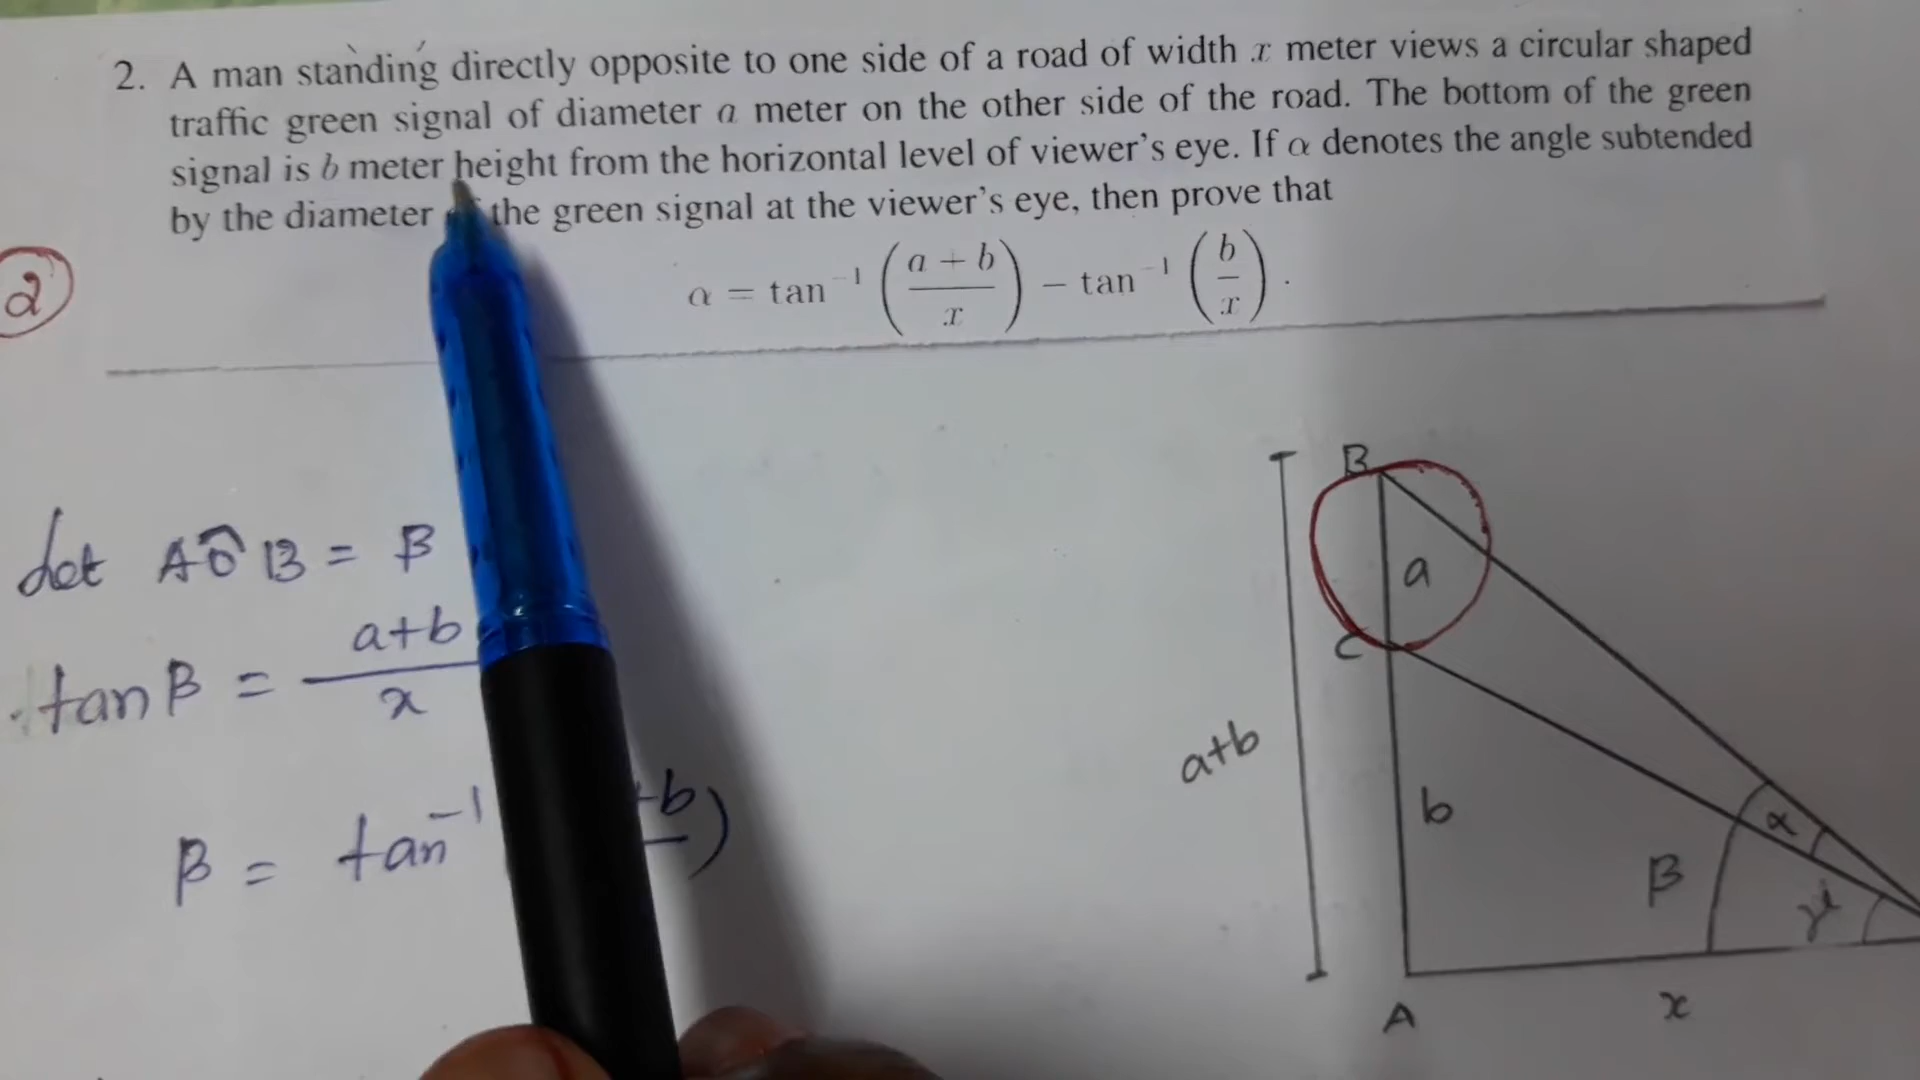 2. A man standing directly opposite to one side of a road of width x meter views a circular shaped
traffic green signal of diameter a meter on the other side of the road. The bottom of the green
signal is b meter height from the horizontal level of viewer's eye. If α denotes the angle subtended
by the diameter the green signal at the viewer's eye, then prove that
α = tan⁻¹ ((a + b)/x) − tan⁻¹ (b/x).
2
Let AÔB = β
tan β = (a+b)/x
β = tan⁻¹ +b)
B
a
C
a+b
b
α
β
γ
A
x